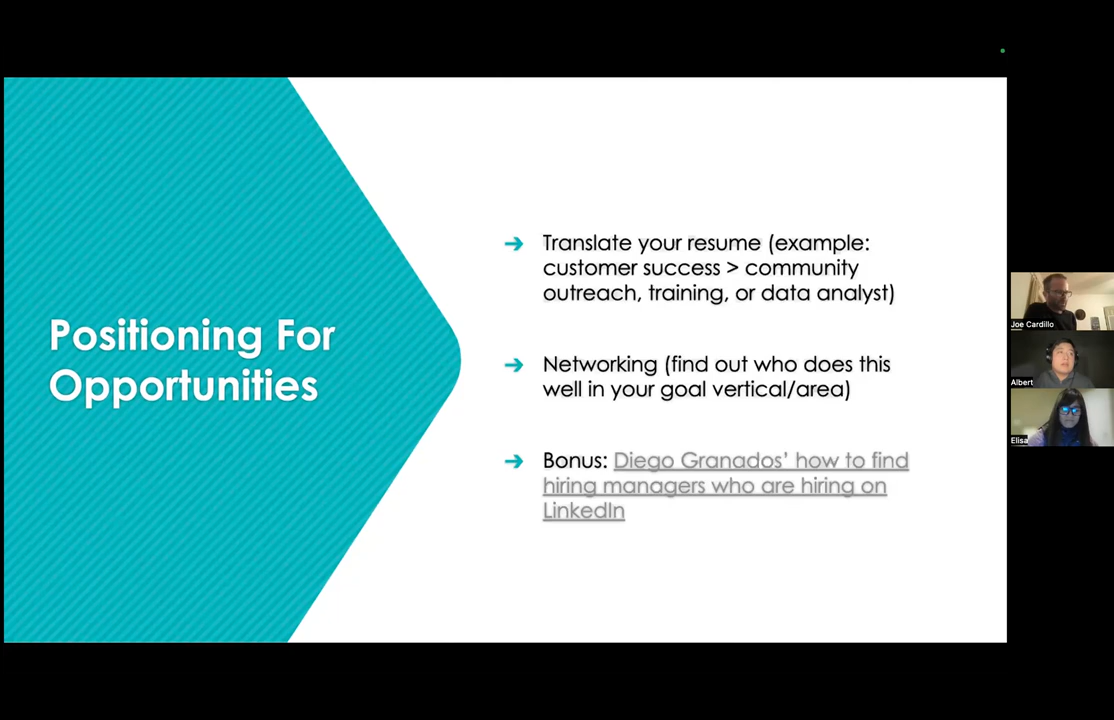 Positioning For
Opportunities
➔ Translate your resume (example:
customer success > community
outreach, training, or data analyst)
➔ Networking (find out who does this
well in your goal vertical/area)
➔ Bonus: Diego Granados’ how to find
hiring managers who are hiring on
LinkedIn
Joe Cardillo
Albert
Elisa